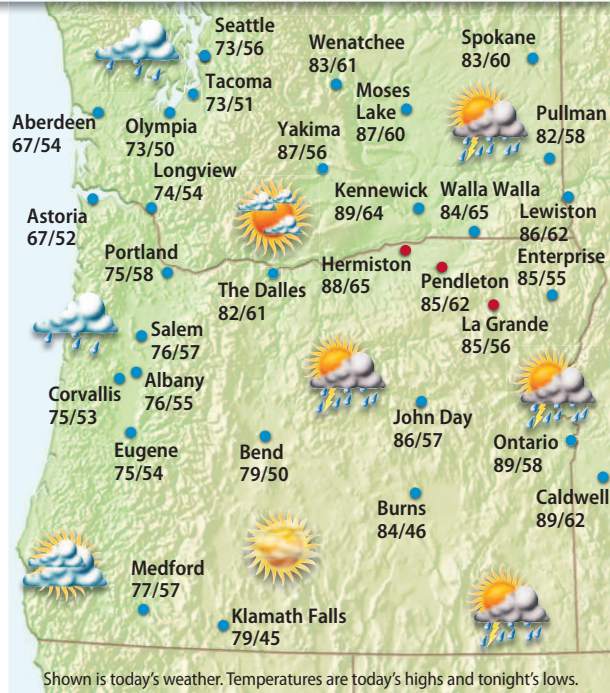 Seattle
73/56
Wenatchee
83/61
Spokane
83/60
Tacoma
73/51
Moses
Lake
87/60
Aberdeen
67/54
Olympia
73/50
Yakima
87/56
Pullman
82/58
Longview
74/54
Kennewick
89/64
Walla Walla
84/65
Lewiston
86/62
Astoria
67/52
Portland
75/58
The Dalles
82/61
Hermiston
88/65
Pendleton
85/62
Enterprise
85/55
La Grande
85/56
Salem
76/57
Albany
76/55
Corvallis
75/53
John Day
86/57
Eugene
75/54
Bend
79/50
Ontario
89/58
Burns
84/46
Caldwell
89/62
Medford
77/57
Klamath Falls
79/45
Shown is today's weather. Temperatures are today's highs and tonight's lows.